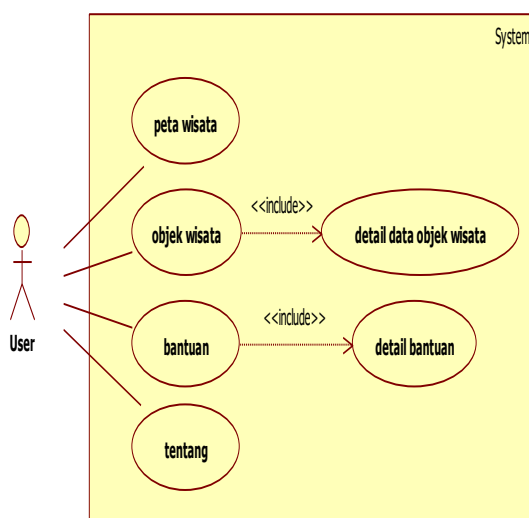 System
peta wisata
<<include>>
objek wisata
detail data objek wisata
<<include>>
User
bantuan
detail bantuan
tentang